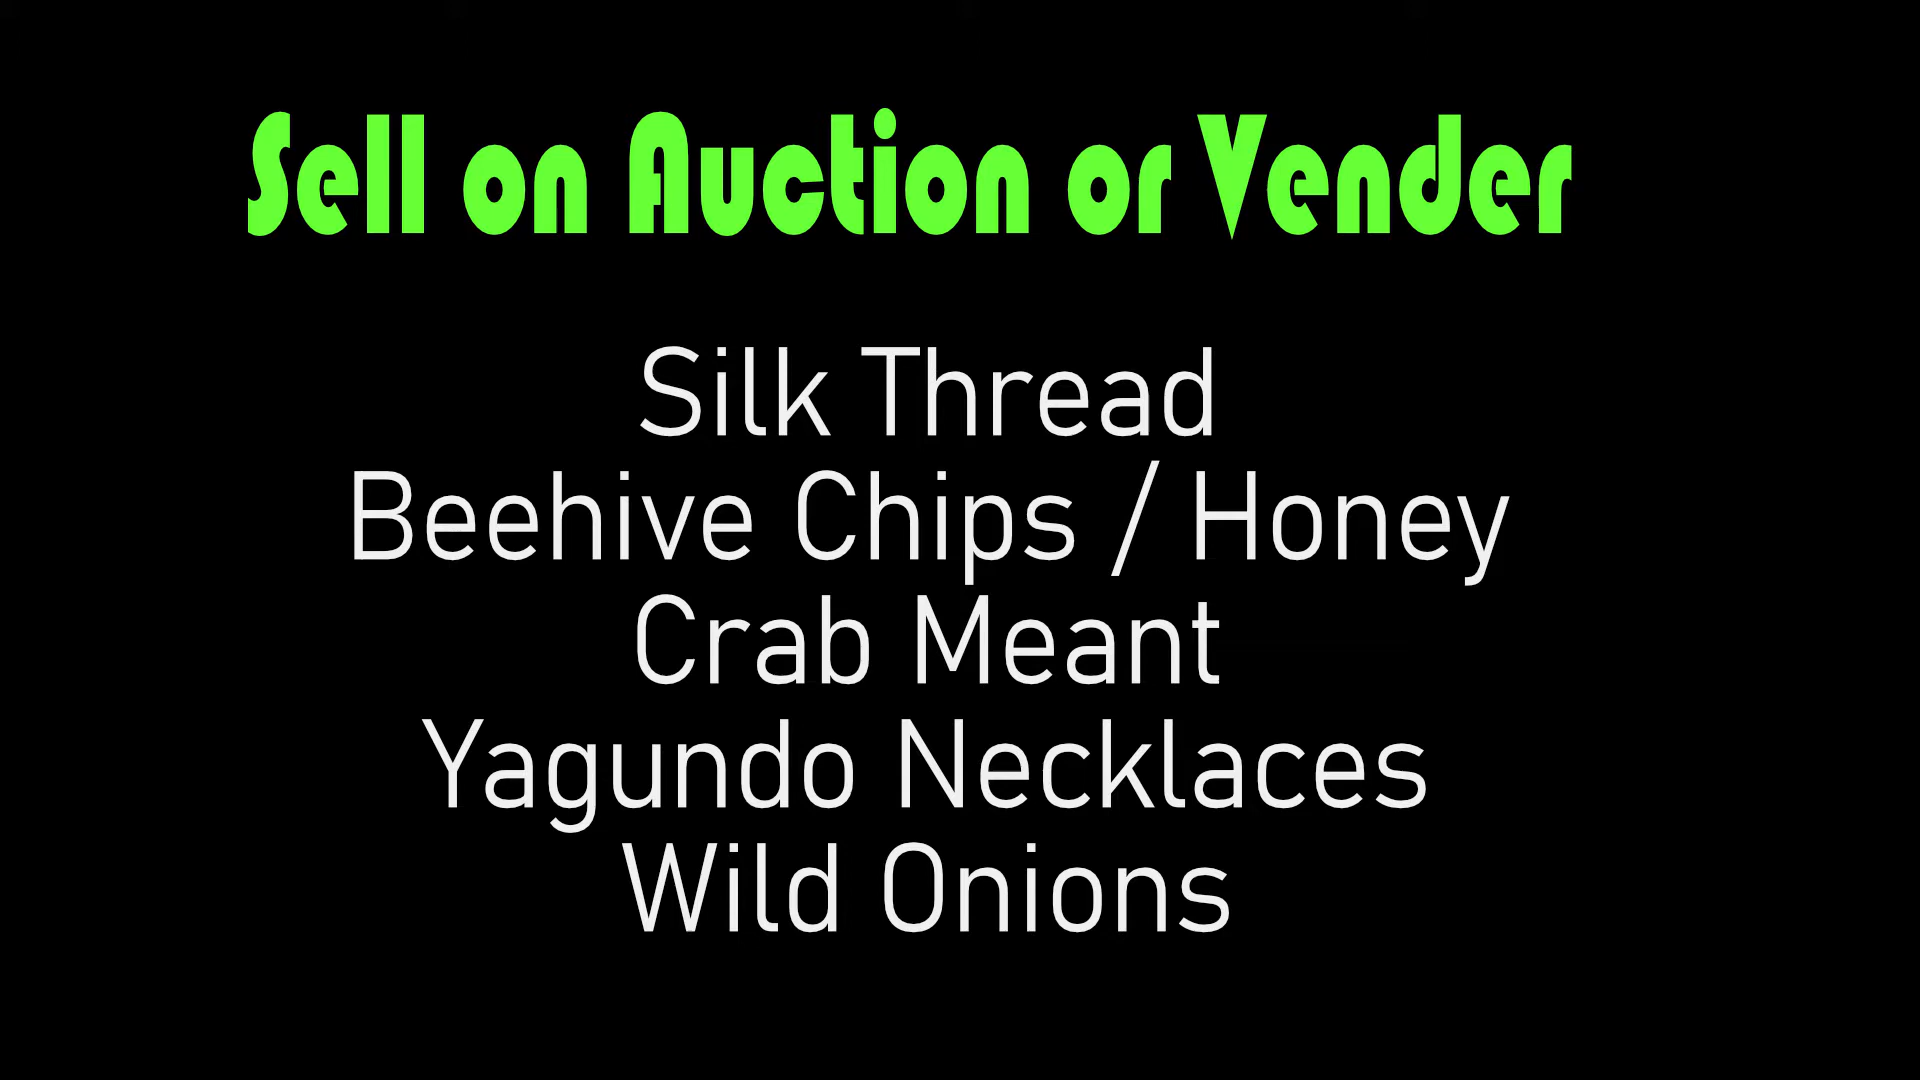 Sell on Auction or Vender
Silk Thread
Beehive Chips / Honey
Crab Meant
Yagundo Necklaces
Wild Onions